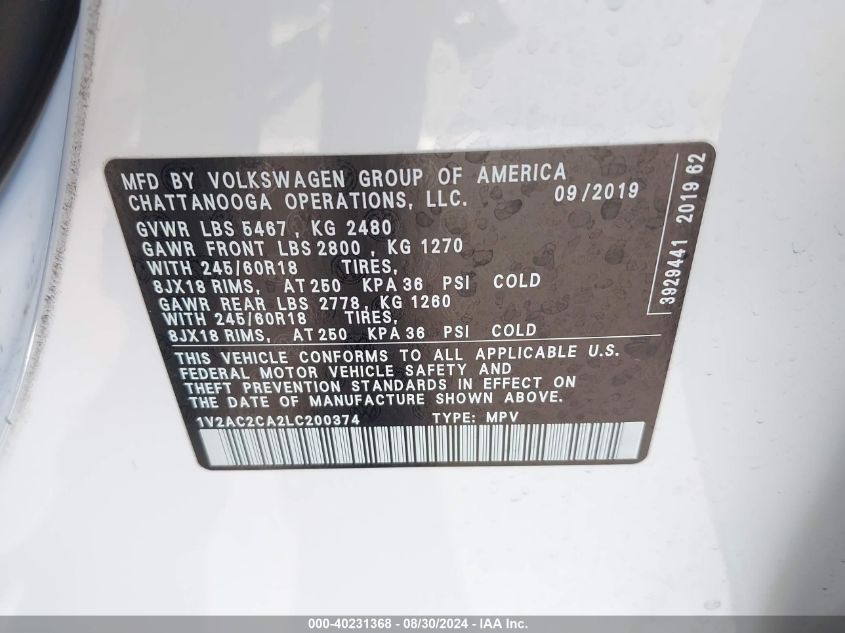 MFD BY VOLKSWAGEN GROUP OF AMERICA
CHATTANOOGA OPERATIONS, LLC. 09/2019
GVWR LBS 5467 , KG 2480
GAWR FRONT LBS 2800 , KG 1270
WITH 245/60R18 TIRES,
8JX18 RIMS, AT 250 KPA 36 PSI COLD
GAWR REAR LBS 2778, KG 1260
WITH 245/60R18 TIRES,
8JX18 RIMS, AT 250 KPA 36 PSI COLD
THIS VEHICLE CONFORMS TO ALL APPLICABLE U.S.
FEDERAL MOTOR VEHICLE SAFETY AND
THEFT PREVENTION STANDARDS IN EFFECT ON
THE DATE OF MANUFACTURE SHOWN ABOVE.
1V2AC2CA2LC200374 TYPE: MPV
3929441 2019 62
000-40231368 - 08/30/2024 - IAA Inc.